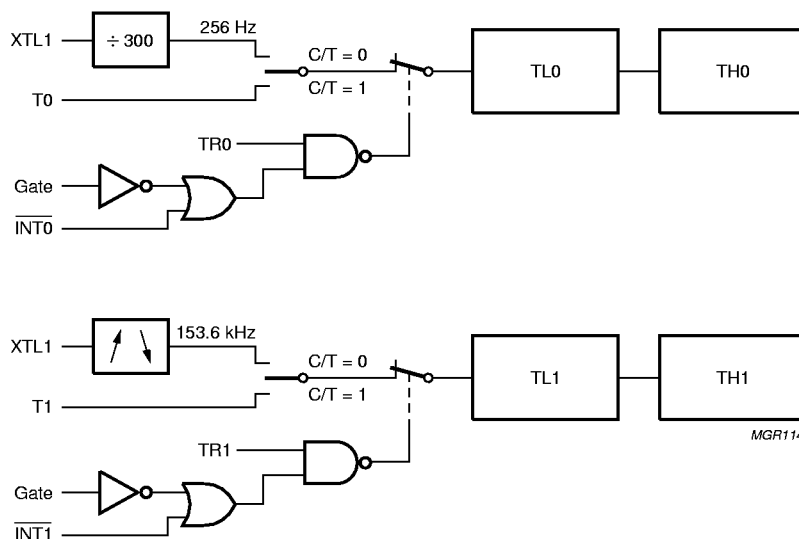 XTL1
÷ 300
256 Hz
C/T = 0
T0
C/T = 1
TL0
TH0
TR0
Gate
INT0
XTL1
153.6 kHz
C/T = 0
T1
C/T = 1
TL1
TH1
MGR114
TR1
Gate
INT1